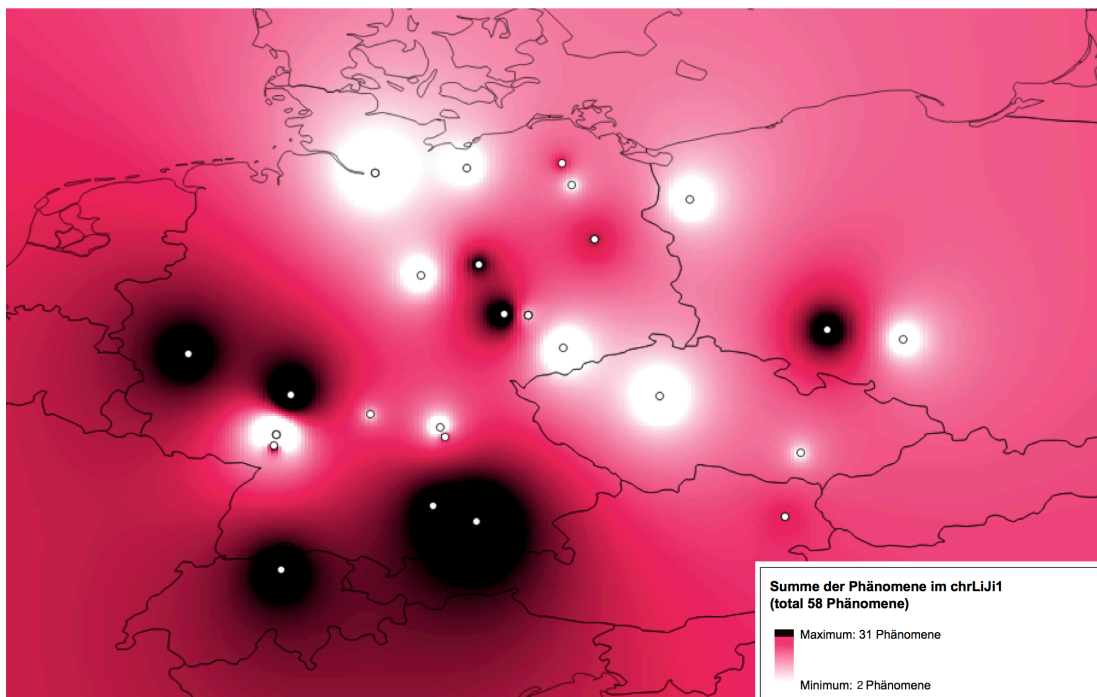 Summe der Phänomene im chrLiJi1
(total 58 Phänomene)
Maximum: 31 Phänomene
Minimum: 2 Phänomene